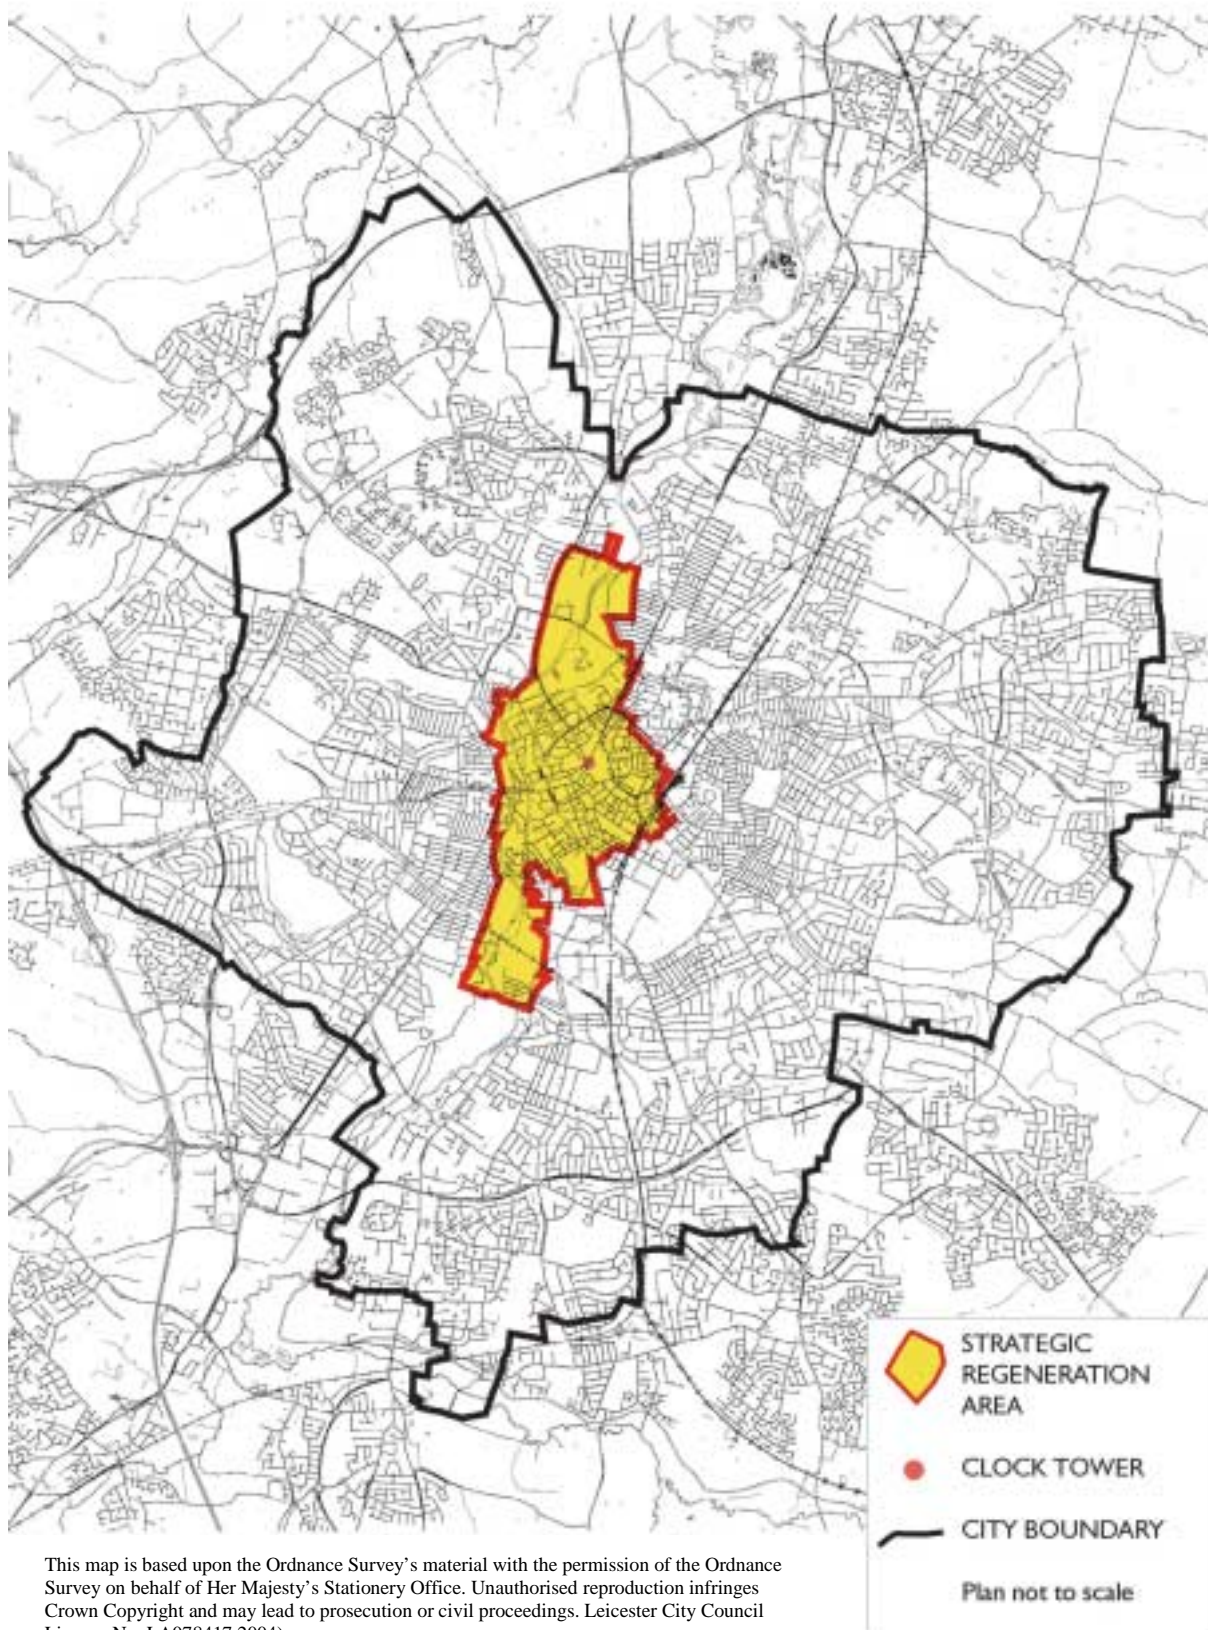 STRATEGIC
REGENERATION
AREA
CLOCK TOWER
CITY BOUNDARY
Plan not to scale
This map is based upon the Ordnance Survey's material with the permission of the Ordnance
Survey on behalf of Her Majesty's Stationery Office. Unauthorised reproduction infringes
Crown Copyright and may lead to prosecution or civil proceedings. Leicester City Council